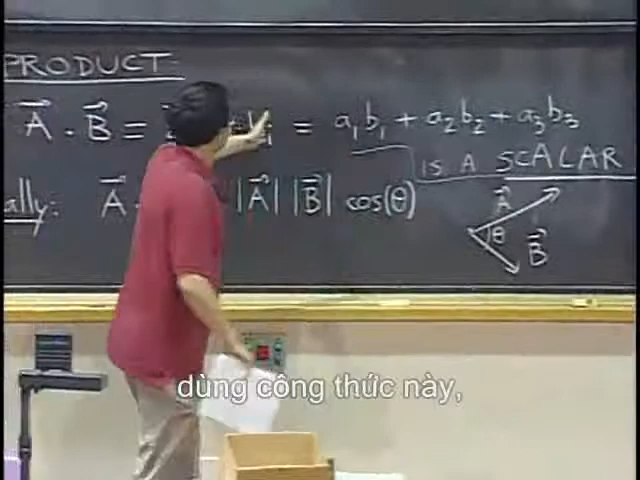 PRODUCT
A⃗ · B⃗ = = a₁b₁ + a₂b₂ + a₃b₃
IS A SCALAR
ally: A⃗ · |A⃗| |B⃗| cos(θ)
A⃗
θ B⃗
dùng công thức này,